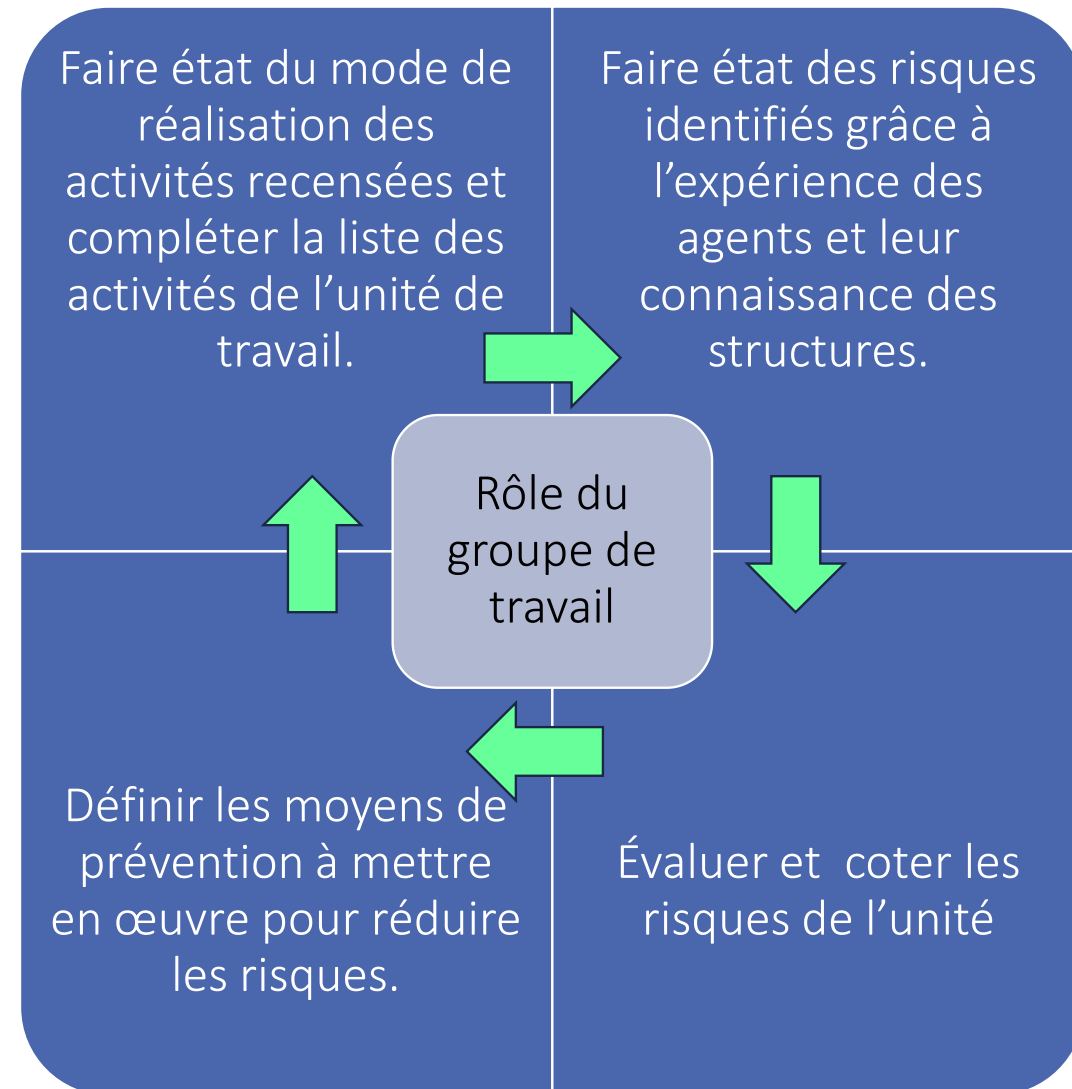 Faire état du mode de
réalisation des
activités recensées et
compléter la liste des
activités de l’unité de
travail.
Faire état des risques
identifiés grâce à
l’expérience des
agents et leur
connaissance des
structures.
Rôle du
groupe de
travail
Définir les moyens de
prévention à mettre
en œuvre pour réduire
les risques.
Évaluer et  coter les
risques de l’unité